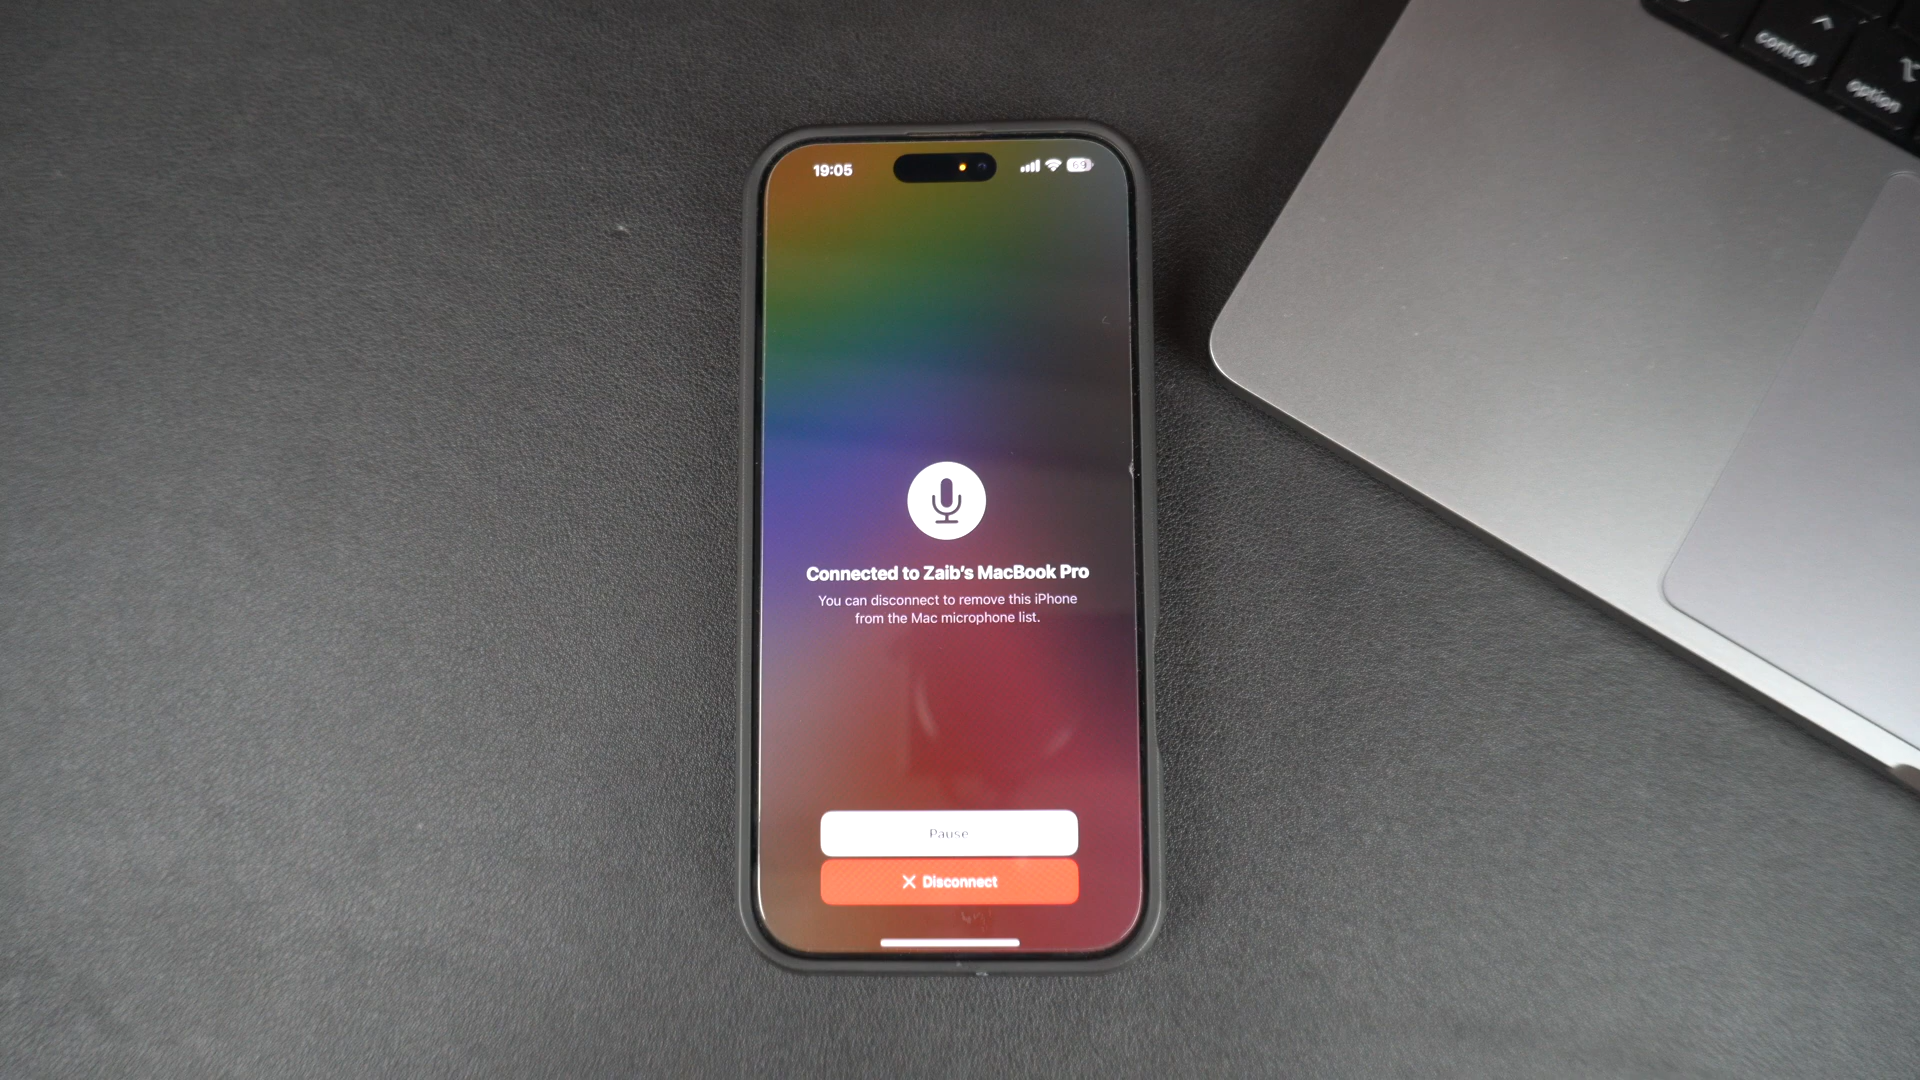 control
option
19:05
69
Connected to Zaib's MacBook Pro
You can disconnect to remove this iPhone
from the Mac microphone list.
Pause
Disconnect